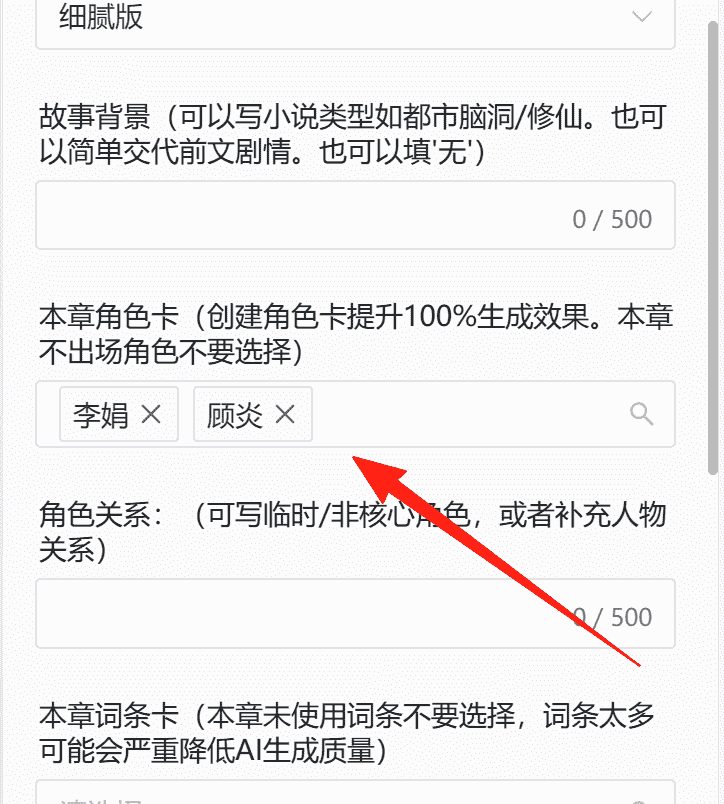 细腻版
故事背景（可以写小说类型如都市脑洞/修仙。也可
以简单交代前文剧情。也可以填'无'）
0 / 500
本章角色卡（创建角色卡提升100%生成效果。本章
不出场角色不要选择）
李娟 × 顾炎 ×
角色关系：（可写临时/非核心角色，或者补充人物
关系）
0 / 500
本章词条卡（本章未使用词条不要选择，词条太多
可能会严重降低AI生成质量）